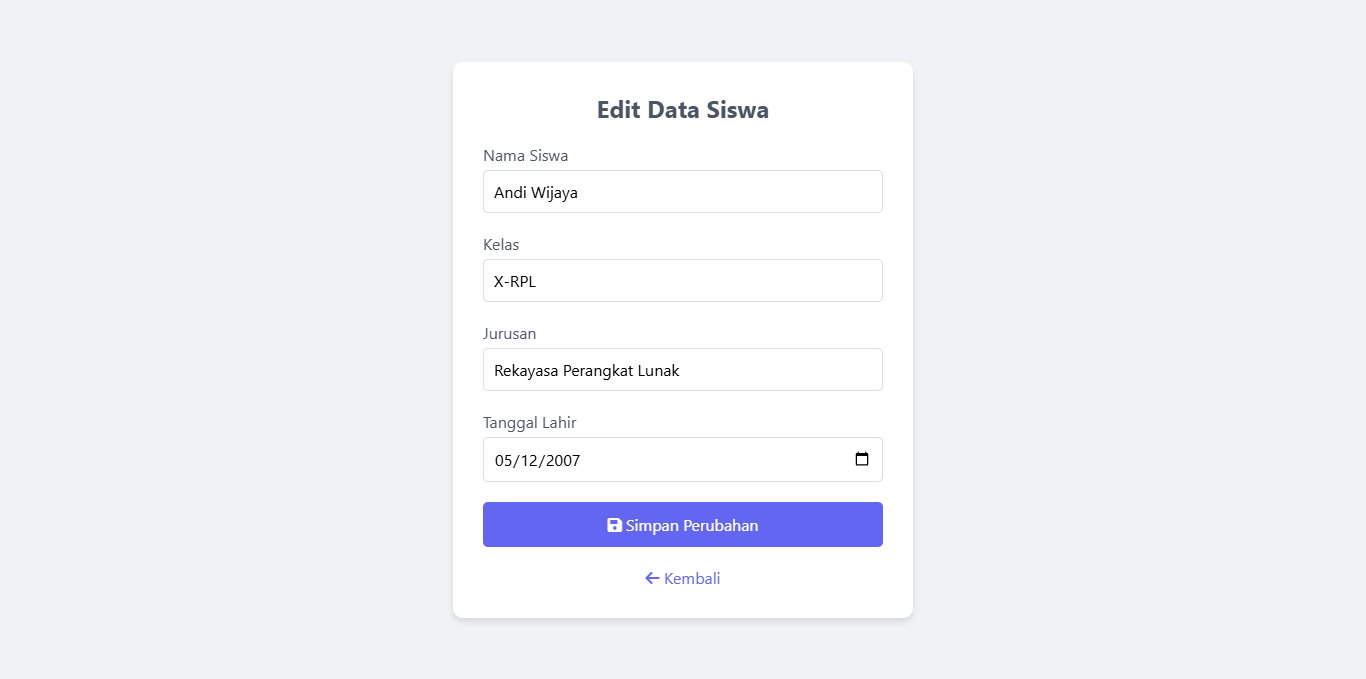 Edit Data Siswa
Nama Siswa
Andi Wijaya
Kelas
X-RPL
Jurusan
Rekayasa Perangkat Lunak
Tanggal Lahir
05/12/2007
Simpan Perubahan
Kembali